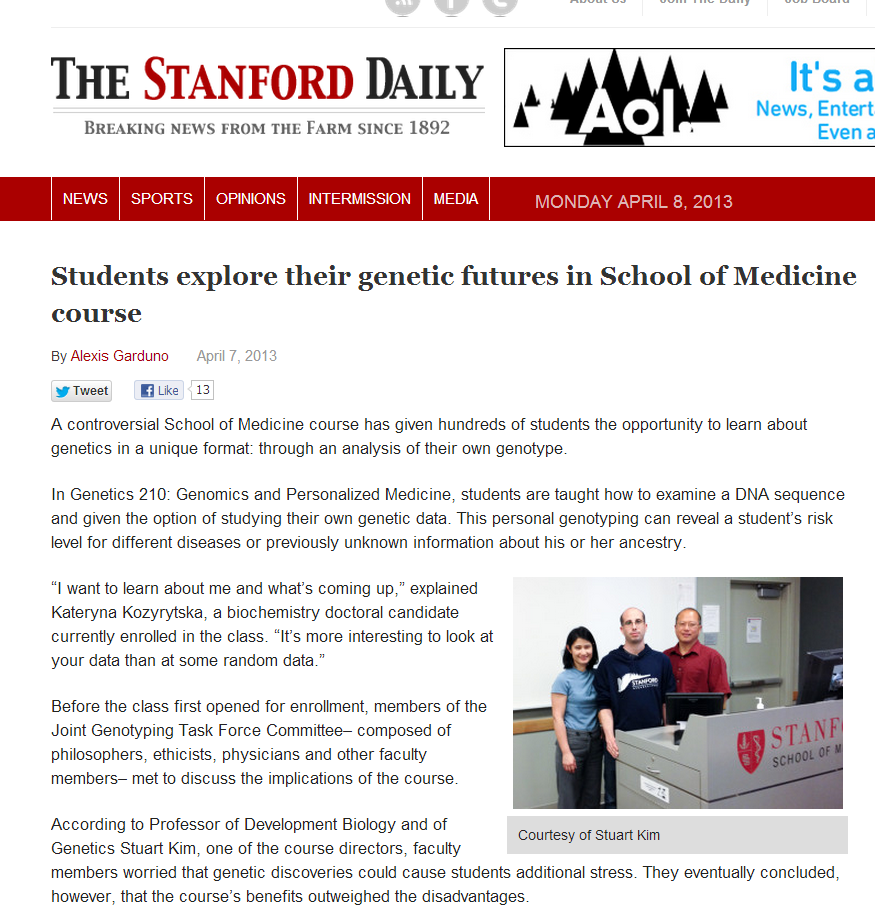 About Us
Join The Daily
Job Board
THE STANFORD DAILY
BREAKING NEWS FROM THE FARM SINCE 1892
Aol.
It's a
News, Entert
Even a
NEWS
SPORTS
OPINIONS
INTERMISSION
MEDIA
MONDAY APRIL 8, 2013
Students explore their genetic futures in School of Medicine
course
By Alexis Garduno April 7, 2013
Tweet
Like
13
A controversial School of Medicine course has given hundreds of students the opportunity to learn about
genetics in a unique format: through an analysis of their own genotype.
In Genetics 210: Genomics and Personalized Medicine, students are taught how to examine a DNA sequence
and given the option of studying their own genetic data. This personal genotyping can reveal a student’s risk
level for different diseases or previously unknown information about his or her ancestry.
“I want to learn about me and what’s coming up,” explained
Kateryna Kozyrytska, a biochemistry doctoral candidate
currently enrolled in the class. “It’s more interesting to look at
your data than at some random data.”
Before the class first opened for enrollment, members of the
Joint Genotyping Task Force Committee– composed of
philosophers, ethicists, physicians and other faculty
members– met to discuss the implications of the course.
STANFORD
STANF
SCHOOL OF M
Courtesy of Stuart Kim
According to Professor of Development Biology and of
Genetics Stuart Kim, one of the course directors, faculty
members worried that genetic discoveries could cause students additional stress. They eventually concluded,
however, that the course’s benefits outweighed the disadvantages.